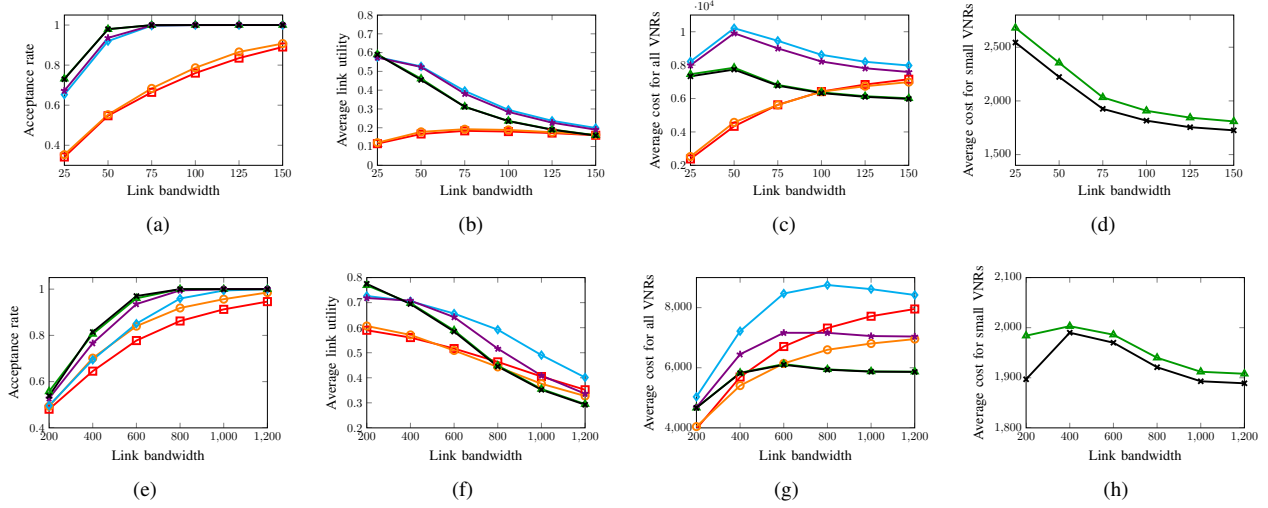 Acceptance rate
1
0.8
0.6
0.4
25 50 75 100 125 150
Link bandwidth
(a)
Average link utility
0.8
0.7
0.6
0.5
0.4
0.3
0.2
0.1
0
25 50 75 100 125 150
Link bandwidth
(b)
Average cost for all VNRs
·10⁴
1
0.8
0.6
0.4
0.2
25 50 75 100 125 150
Link bandwidth
(c)
Average cost for small VNRs
2,500
2,000
1,500
25 50 75 100 125 150
Link bandwidth
(d)
Acceptance rate
1
0.8
0.6
0.4
200 400 600 800 1,000 1,200
Link bandwidth
(e)
Average link utility
0.8
0.7
0.6
0.5
0.4
0.3
0.2
200 400 600 800 1,000 1,200
Link bandwidth
(f)
Average cost for all VNRs
8,000
6,000
4,000
200 400 600 800 1,000 1,200
Link bandwidth
(g)
Average cost for small VNRs
2,100
2,000
1,900
1,800
200 400 600 800 1,000 1,200
Link bandwidth
(h)